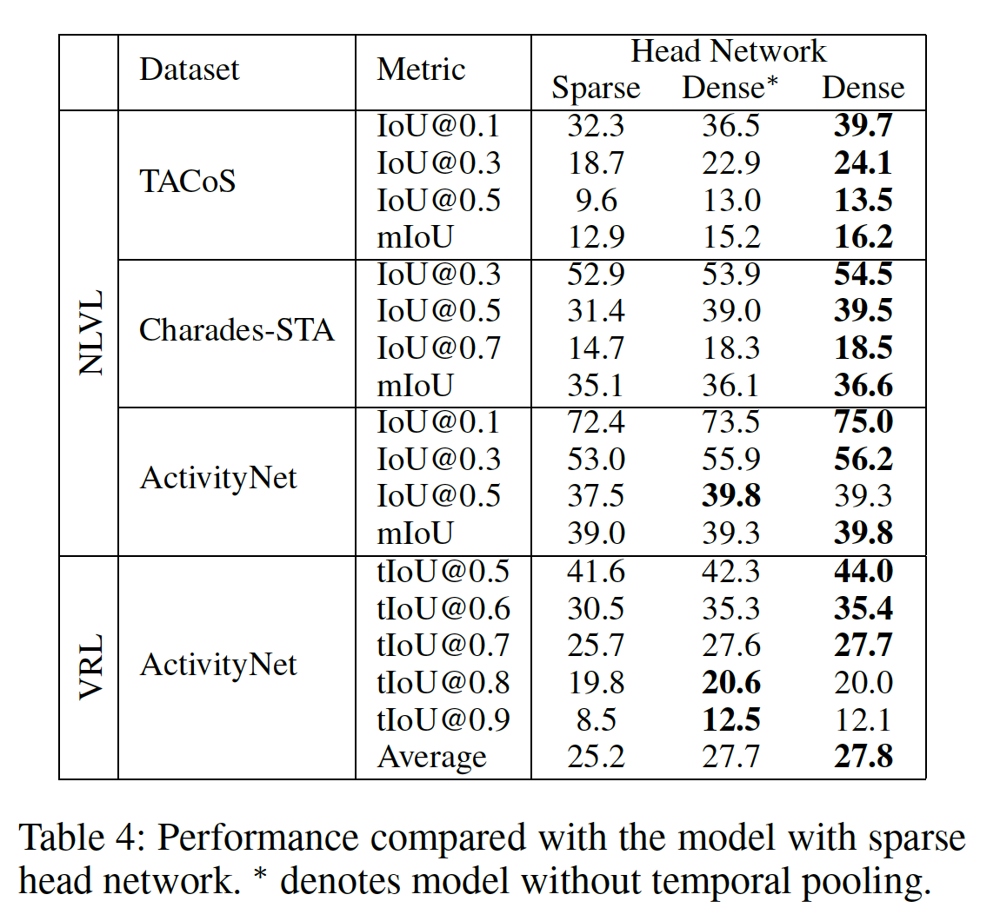 Dataset Metric Head Network
Sparse Dense* Dense
NLVL
TACoS
IoU@0.1 32.3 36.5 39.7
IoU@0.3 18.7 22.9 24.1
IoU@0.5 9.6 13.0 13.5
mIoU 12.9 15.2 16.2
Charades-STA
IoU@0.3 52.9 53.9 54.5
IoU@0.5 31.4 39.0 39.5
IoU@0.7 14.7 18.3 18.5
mIoU 35.1 36.1 36.6
ActivityNet
IoU@0.1 72.4 73.5 75.0
IoU@0.3 53.0 55.9 56.2
IoU@0.5 37.5 39.8 39.3
mIoU 39.0 39.3 39.8
VRL
ActivityNet
tIoU@0.5 41.6 42.3 44.0
tIoU@0.6 30.5 35.3 35.4
tIoU@0.7 25.7 27.6 27.7
tIoU@0.8 19.8 20.6 20.0
tIoU@0.9 8.5 12.5 12.1
Average 25.2 27.7 27.8
Table 4: Performance compared with the model with sparse
head network. * denotes model without temporal pooling.